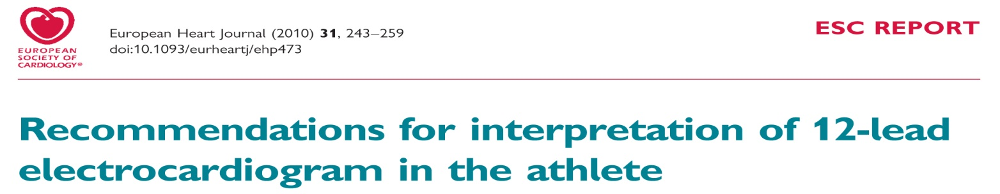 EUROPEAN
SOCIETY OF
CARDIOLOGY®
European Heart Journal (2010) 31, 243–259
doi:10.1093/eurheartj/ehp473
ESC REPORT
Recommendations for interpretation of 12-lead
electrocardiogram in the athlete